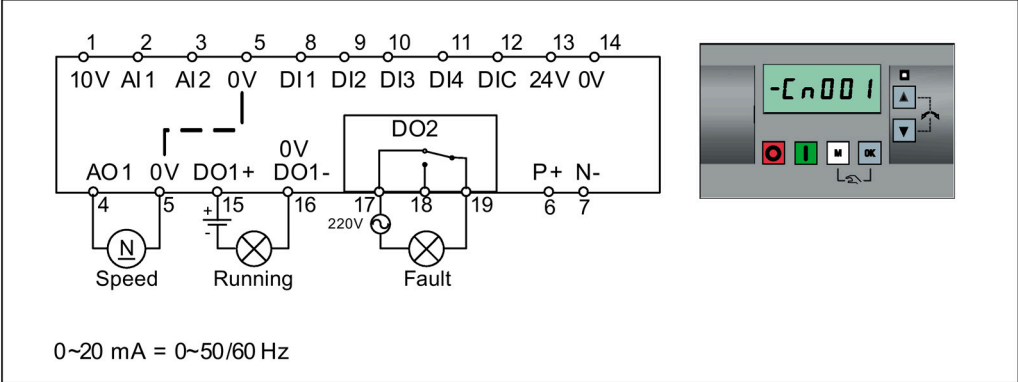 1 2 3 5 8 9 10 11 12 13 14
10V AI1 AI2 0V DI1 DI2 DI3 DI4 DIC 24V 0V
DO2
0V
AO1 0V DO1+ DO1- P+ N-
4 5 15 16 17 18 19 6 7
+
-
220V
N
Speed Running Fault
0~20 mA = 0~50/60 Hz
-Cn001
M OK